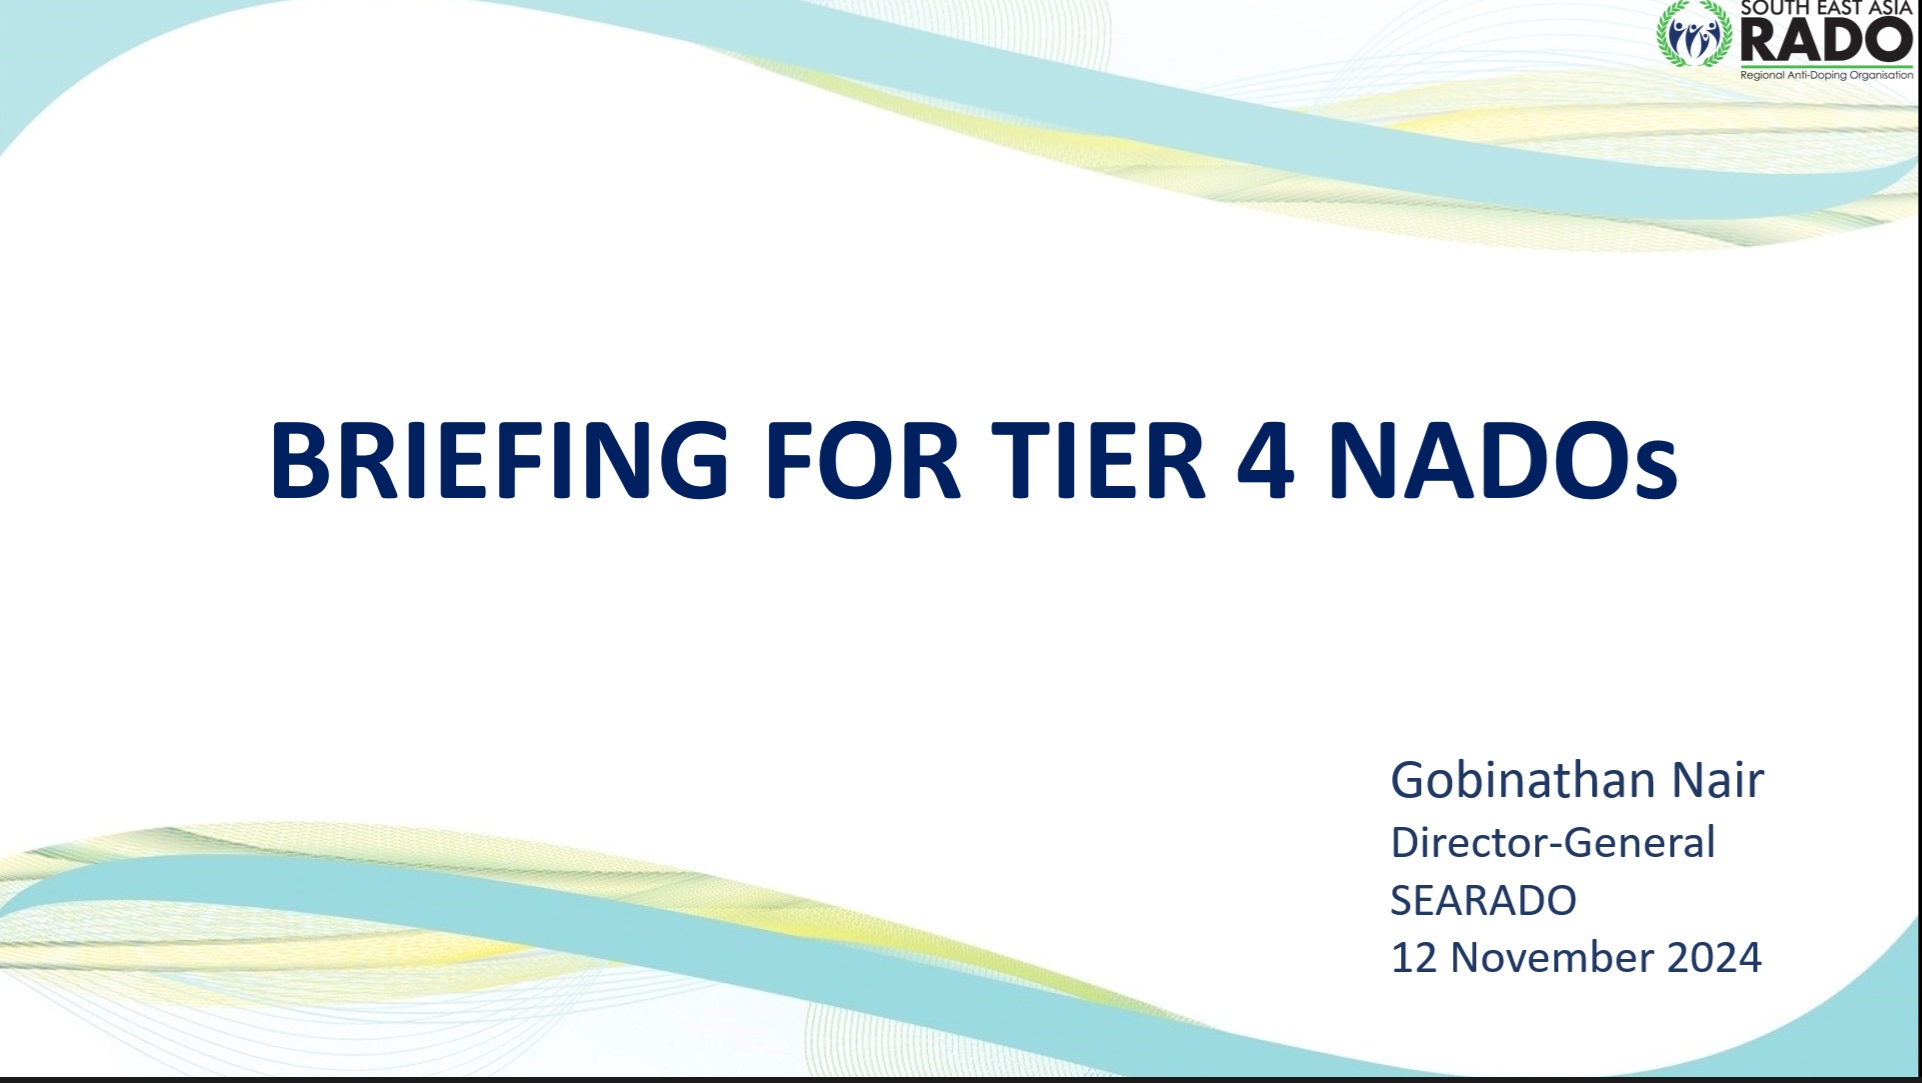 SOUTH EAST ASIA
RADO
Regional Anti-Doping Organisation
BRIEFING FOR TIER 4 NADOs
Gobinathan Nair
Director-General
SEARADO
12 November 2024